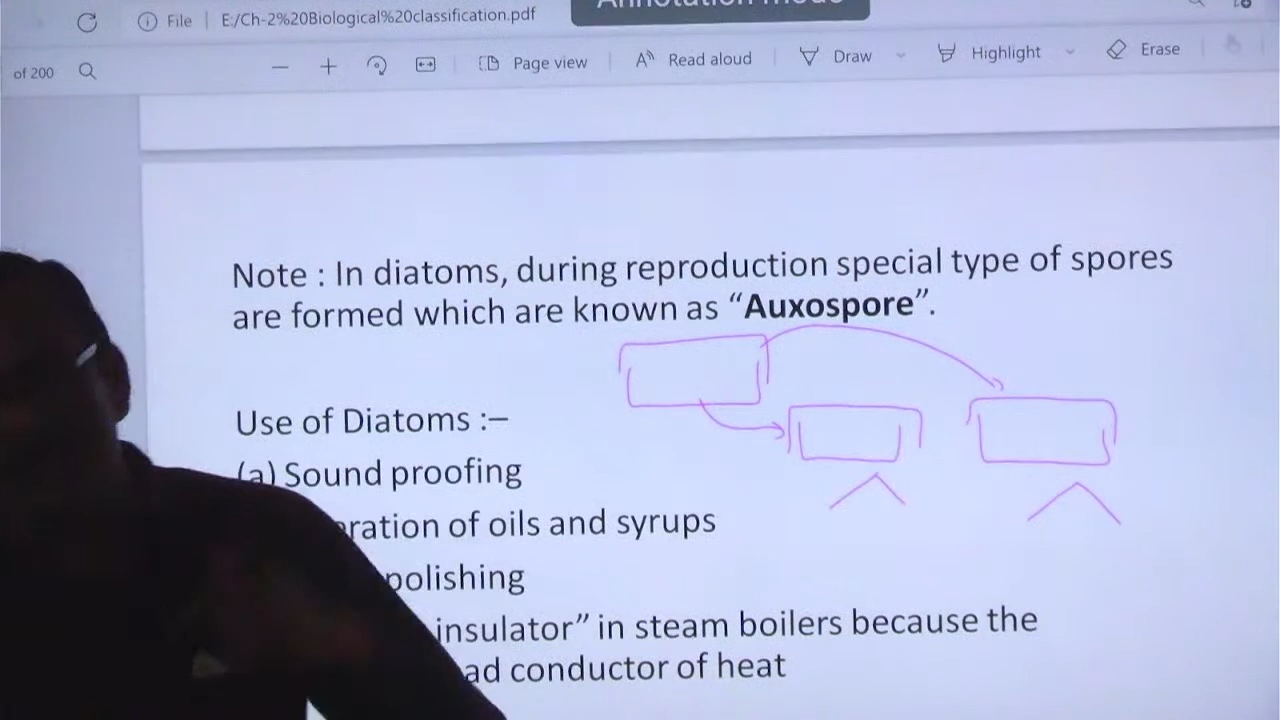 File | E:/Ch-2%20Biological%20classification.pdf
of 200
Page view
Read aloud
Draw
Highlight
Erase
Note : In diatoms, during reproduction special type of spores
are formed which are known as “Auxospore”.
Use of Diatoms :–
(a) Sound proofing
of oils and syrups
polishing
insulator” in steam boilers because the
conductor of heat